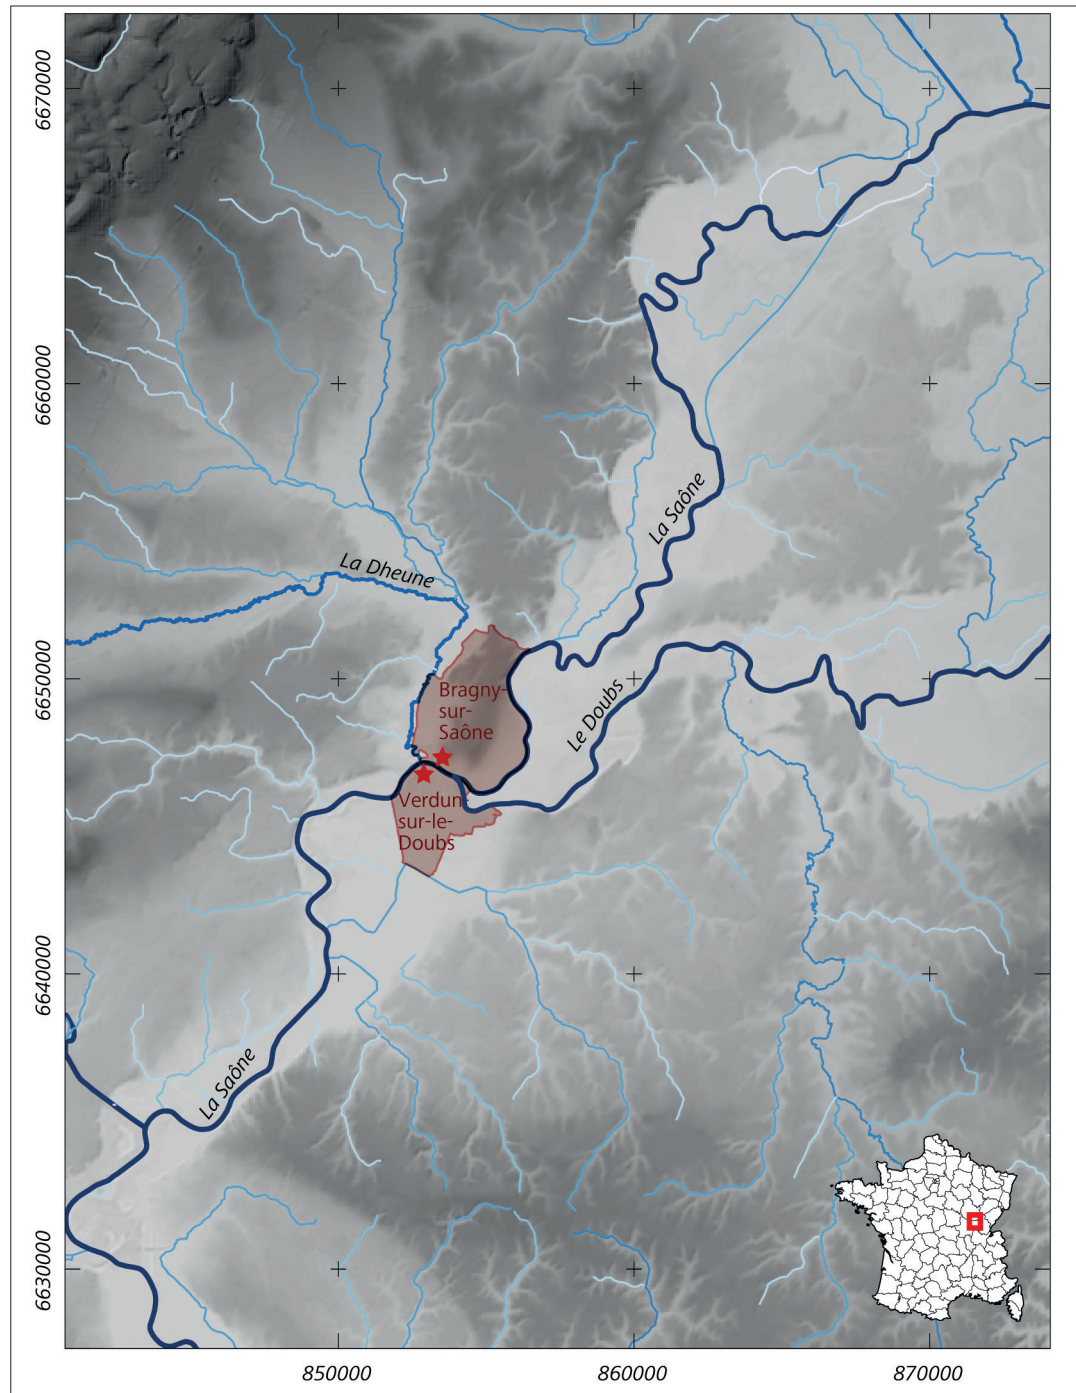 6670000
6660000
La Saône
La Dheune
6650000
Bragny-
sur-
Saône
Le Doubs
Verdun-
sur-le-
Doubs
6640000
La Saône
6630000
850000
860000
870000